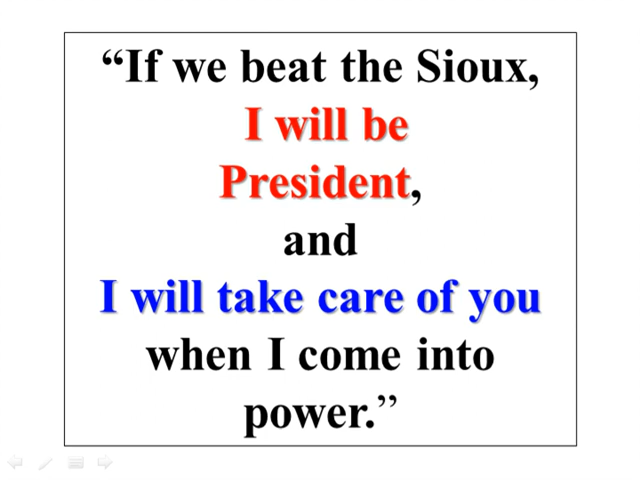 “If we beat the Sioux,
I will be
President,
and
I will take care of you
when I come into
power.”